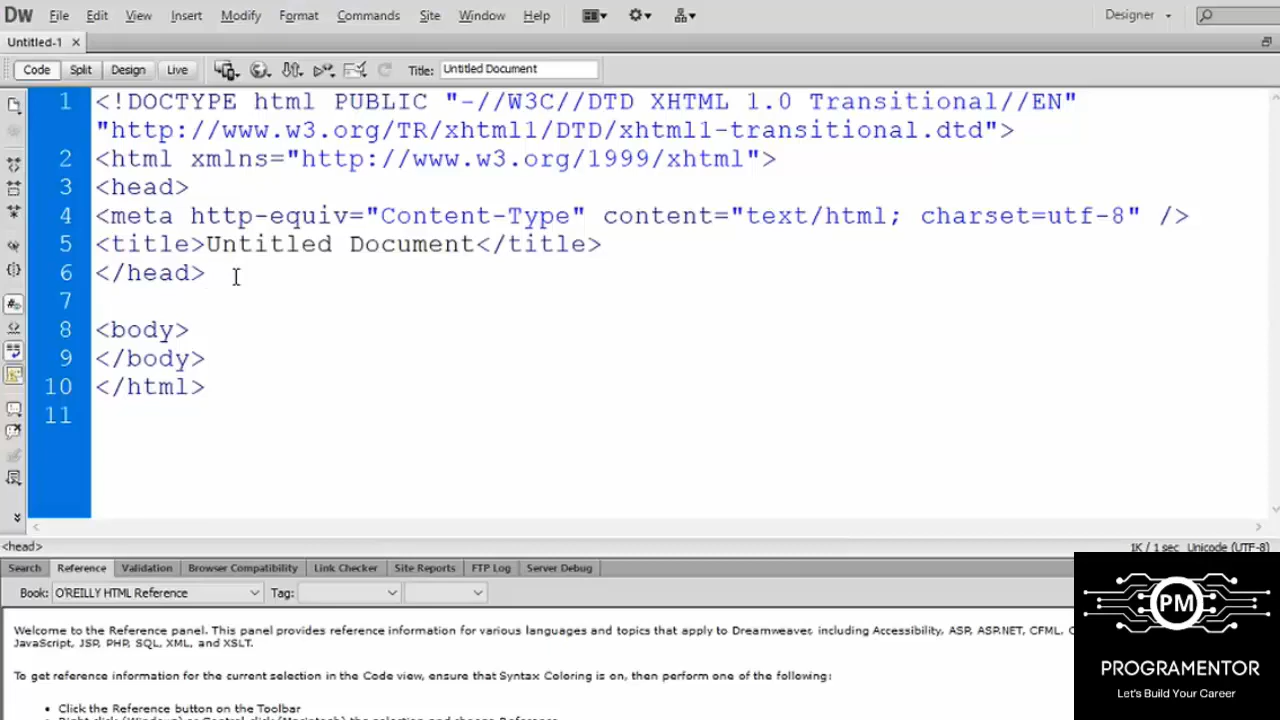 Dw File Edit View Insert Modify Format Commands Site Window Help Designer
Untitled-1
Code Split Design Live Title: Untitled Document
1 <!DOCTYPE html PUBLIC "-//W3C//DTD XHTML 1.0 Transitional//EN"
"http://www.w3.org/TR/xhtml1/DTD/xhtml1-transitional.dtd">
2 <html xmlns="http://www.w3.org/1999/xhtml">
3 <head>
4 <meta http-equiv="Content-Type" content="text/html; charset=utf-8" />
5 <title>Untitled Document</title>
6 </head>
7
8 <body>
9 </body>
10 </html>
11
<head> 1K / 1 sec Unicode (UTF-8)
Search Reference Validation Browser Compatibility Link Checker Site Reports FTP Log Server Debug
Book: O'REILLY HTML Reference Tag:
Welcome to the Reference panel. This panel provides reference information for various languages and topics that apply to Dreamweaver, including Accessibility, ASP, ASP.NET, CFML,
JavaScript, JSP, PHP, SQL, XML, and XSLT.
To get reference information for the current selection in the Code view, ensure that Syntax Coloring is on, then perform one of the following:
• Click the Reference button on the Toolbar
PM
PROGRAMENTOR
Let's Build Your Career